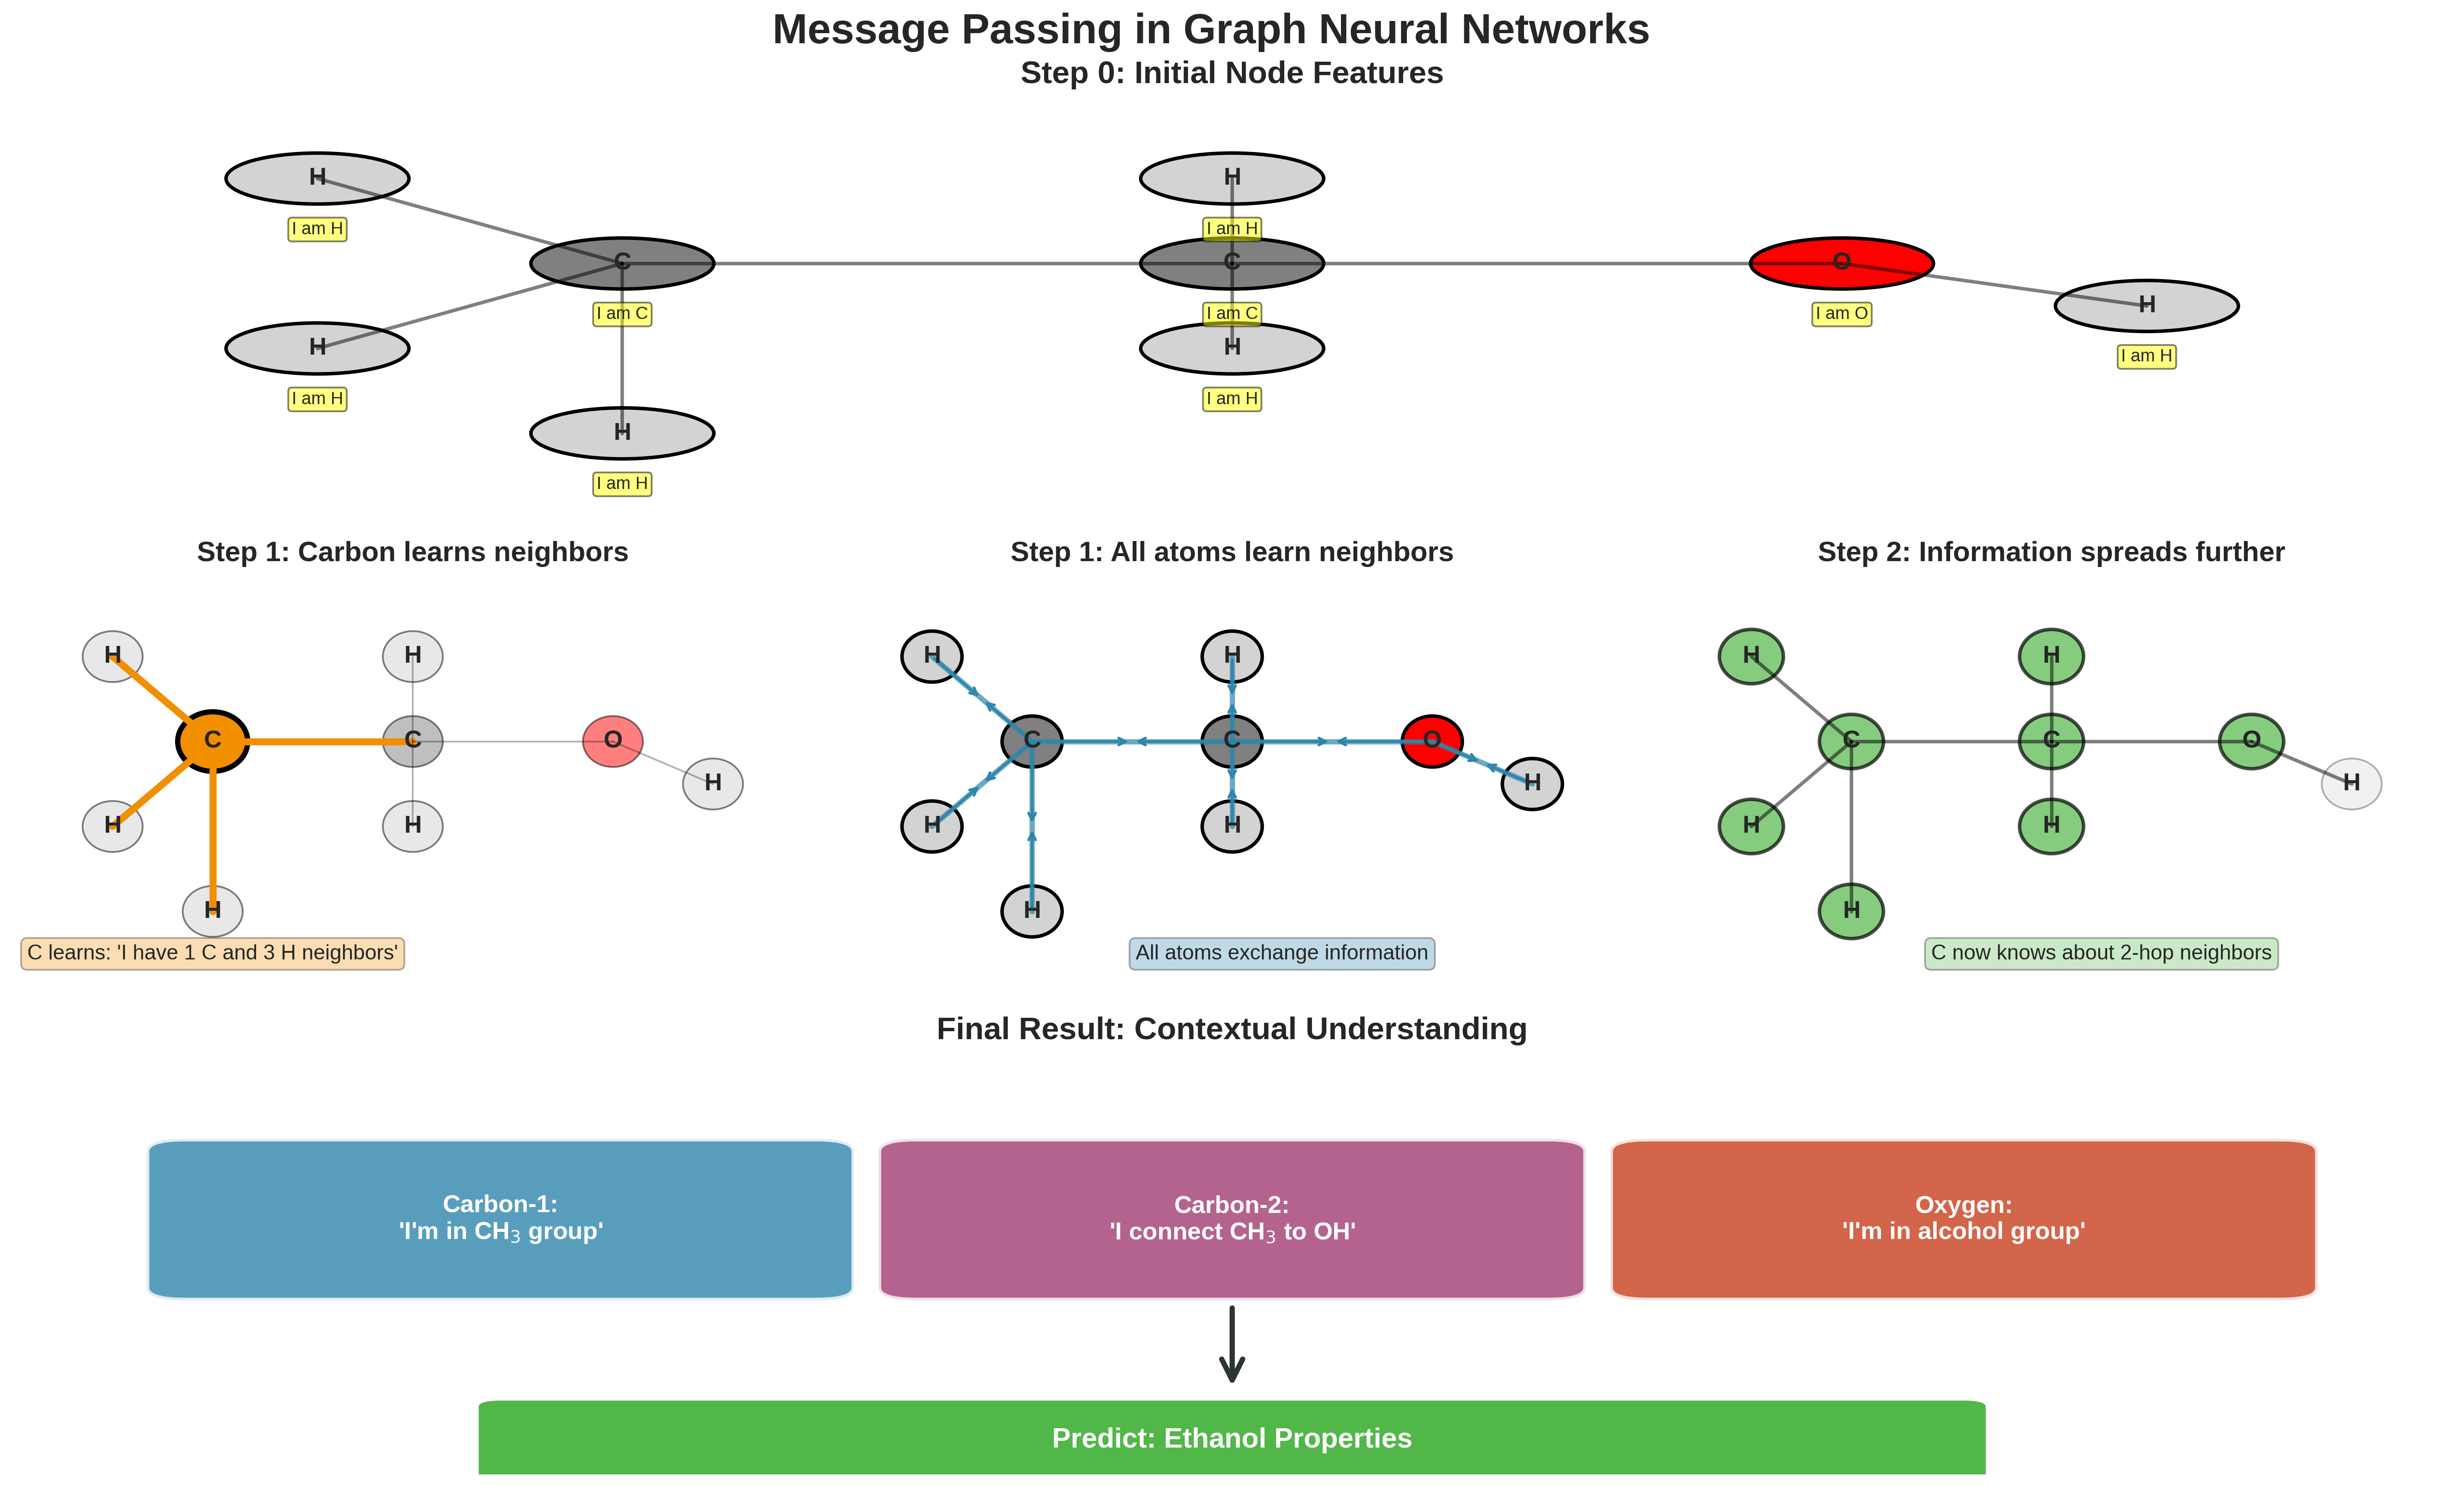 Message Passing in Graph Neural Networks
Step 0: Initial Node Features
H
H
I am H
I am H
C
C
O
I am C
I am C
I am O
H
I am H
H
H
I am H
I am H
H
I am H
Step 1: Carbon learns neighbors
H
H
C
C
O
H
H
H
H
C learns: 'I have 1 C and 3 H neighbors'
Step 1: All atoms learn neighbors
H
H
C
C
O
H
H
H
H
All atoms exchange information
Step 2: Information spreads further
H
H
C
C
O
H
H
H
H
C now knows about 2-hop neighbors
Final Result: Contextual Understanding
Carbon-1:
'I'm in CH₃ group'
Carbon-2:
'I connect CH₃ to OH'
Oxygen:
'I'm in alcohol group'
Predict: Ethanol Properties